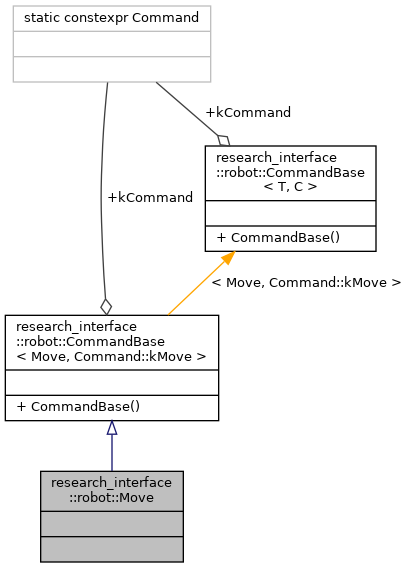 static constexpr Command
+kCommand
research_interface
::robot::CommandBase
< T, C >
+ CommandBase()
+kCommand
< Move, Command::kMove >
research_interface
::robot::CommandBase
< Move, Command::kMove >
+ CommandBase()
research_interface
::robot::Move